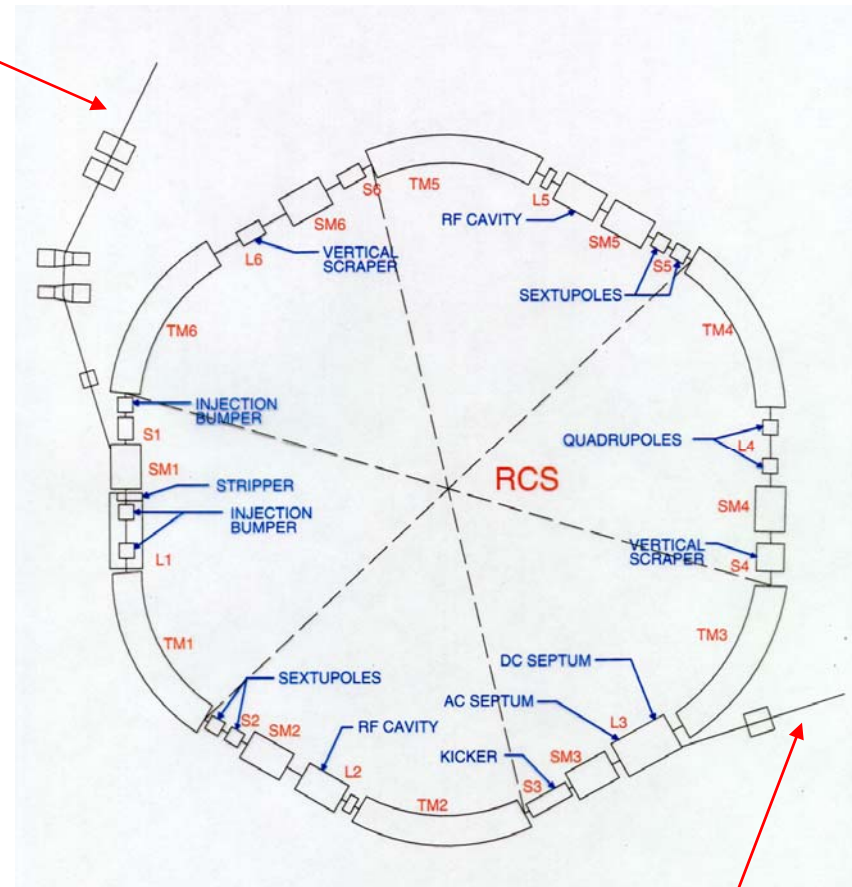 S6
TM5
L5
RF CAVITY
SM6
SM5
L6
VERTICAL
SCRAPER
S5
SEXTUPOLES
TM6
TM4
INJECTION
BUMPER
S1
QUADRUPOLES
L4
SM1
RCS
STRIPPER
SM4
INJECTION
BUMPER
VERTICAL
SCRAPER
L1
S4
TM1
TM3
DC SEPTUM
SEXTUPOLES
AC SEPTUM
S2
L3
SM2
RF CAVITY
SM3
KICKER
L2
S3
TM2